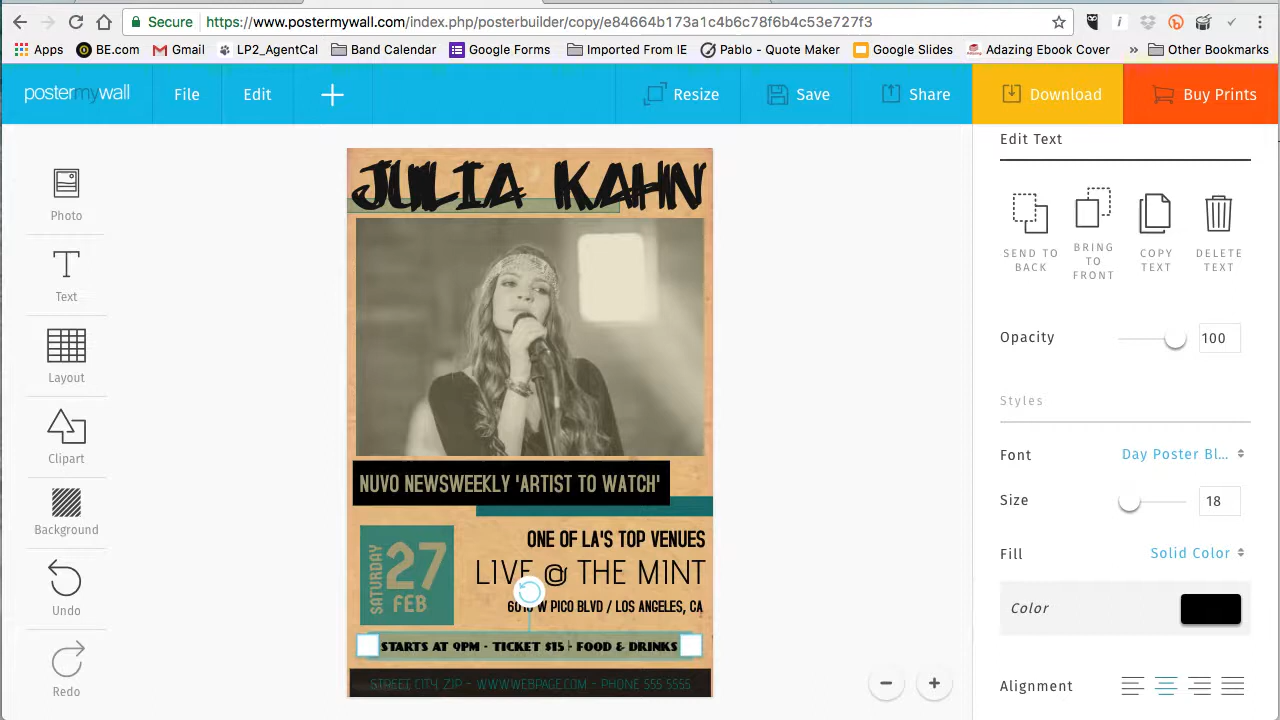 Secure https://www.postermywall.com/index.php/posterbuilder/copy/e84664b173a1c4b6c78f6b4c53e727f3
Apps BE.com Gmail LP2_AgentCal Band Calendar Google Forms Imported From IE Pablo - Quote Maker Google Slides Adazing Ebook Cover » Other Bookmarks
postermywall File Edit Resize Save Share Download Buy Prints
Photo
Text
Layout
Clipart
Background
Undo
Redo
JULIA KAHN
NUVO NEWSWEEKLY 'ARTIST TO WATCH'
SATURDAY
27
FEB
ONE OF LA'S TOP VENUES
LIVE @ THE MINT
6010 W PICO BLVD / LOS ANGELES, CA
STARTS AT 9PM - TICKET $15 - FOOD & DRINKS
STREET CITY ZIP - WWW.WEBPAGE.COM - PHONE 555 5555
Edit Text
SEND TO BACK
BRING TO FRONT
COPY TEXT
DELETE TEXT
Opacity 100
Styles
Font Day Poster Bl...
Size 18
Fill Solid Color
Color
Alignment